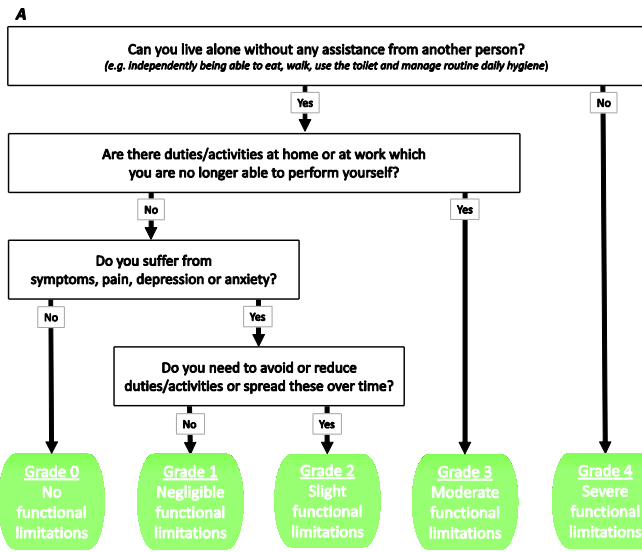 A
Can you live alone without any assistance from another person?
(e.g. independently being able to eat, walk, use the toilet and manage routine daily hygiene)
Yes
No
Are there duties/activities at home or at work which
you are no longer able to perform yourself?
No
Yes
Do you suffer from
symptoms, pain, depression or anxiety?
No
Yes
Do you need to avoid or reduce
duties/activities or spread these over time?
No
Yes
Grade 0
No
functional
limitations
Grade 1
Negligible
functional
limitations
Grade 2
Slight
functional
limitations
Grade 3
Moderate
functional
limitations
Grade 4
Severe
functional
limitations